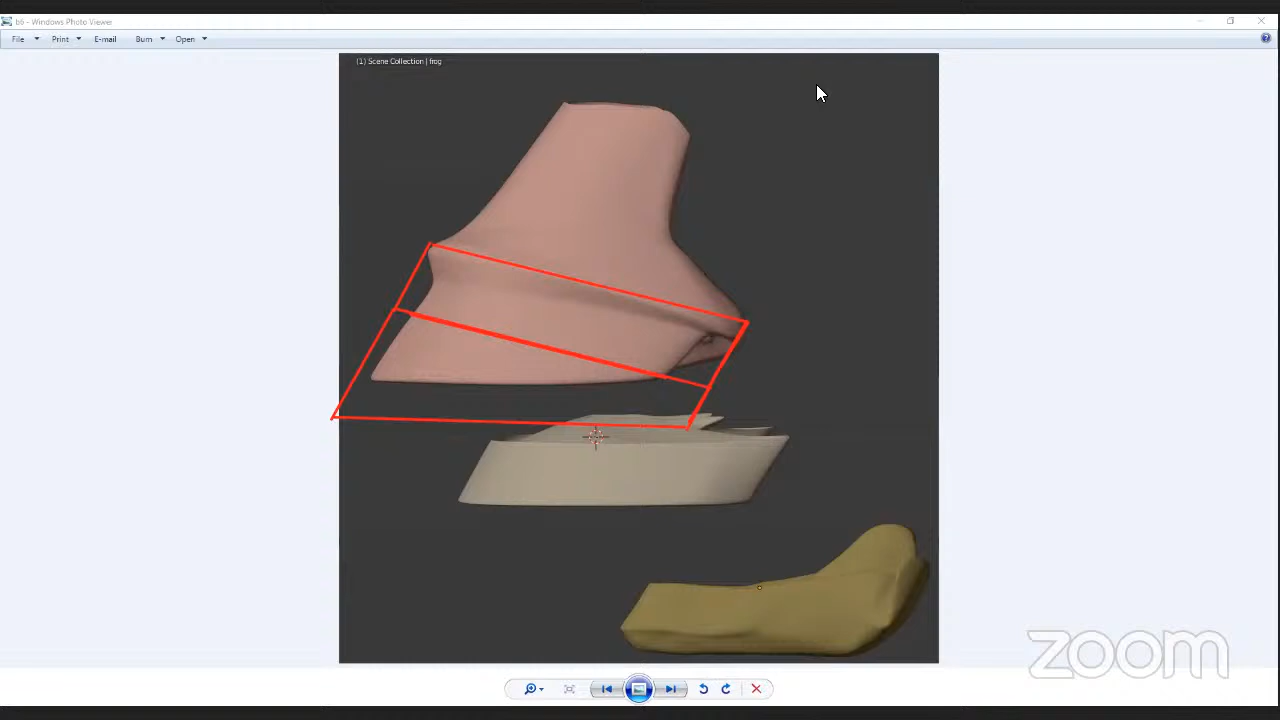 b6 - Windows Photo Viewer
File Print E-mail Burn Open
(1) Scene Collection | frog
zoom